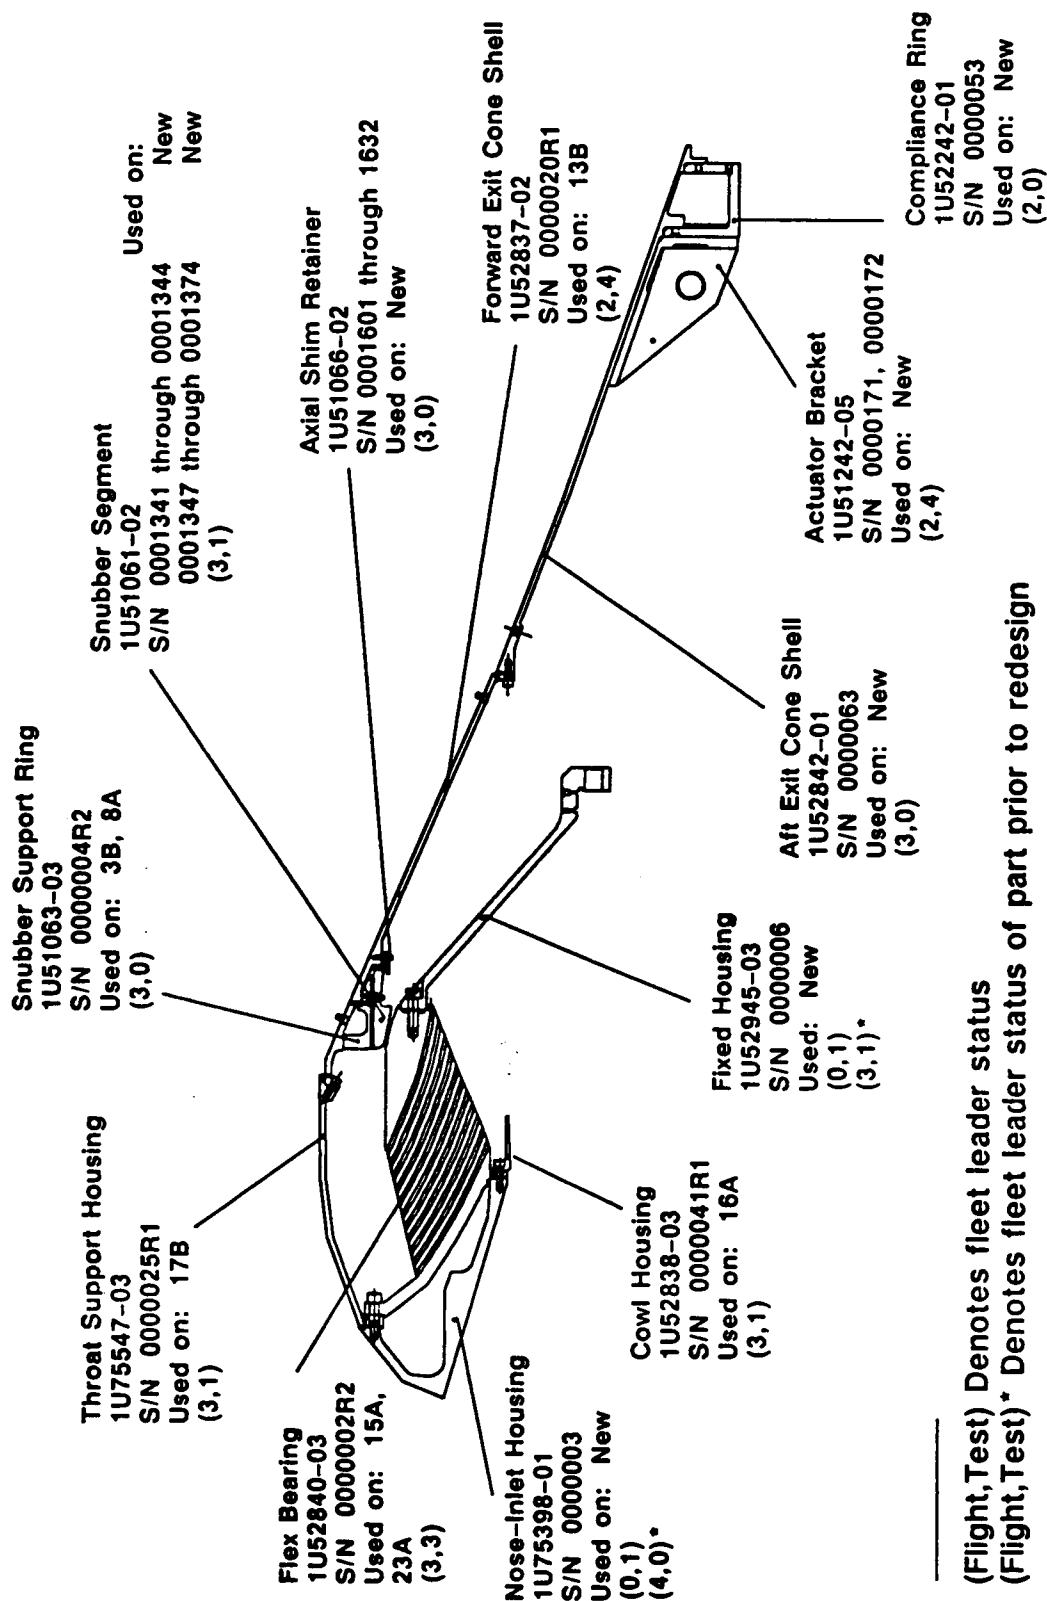 Snubber Support Ring
1U51063-03
S/N 0000004R2
Used on: 3B, 8A
(3,0)
Snubber Segment
1U51061-02
Used on:
S/N 0001341 through 0001344 New
0001347 through 0001374 New
(3,1)
Axial Shim Retainer
1U51066-02
S/N 0001601 through 1632
Used on: New
(3,0)
Forward Exit Cone Shell
1U52837-02
S/N 0000020R1
Used on: 13B
(2,4)
Throat Support Housing
1U75547-03
S/N 0000025R1
Used on: 17B
(3,1)
Flex Bearing
1U52840-03
S/N 0000002R2
Used on: 15A,
23A
(3,3)
Nose-Inlet Housing
1U75398-01
S/N 0000003
Used on: New
(0,1)
(4,0)*
Cowl Housing
1U52838-03
S/N 0000041R1
Used on: 16A
(3,1)
Fixed Housing
1U52945-03
S/N 0000006
Used: New
(0,1)
(3,1)*
Aft Exit Cone Shell
1U52842-01
S/N 0000063
Used on: New
(3,0)
Actuator Bracket
1U51242-05
S/N 0000171, 0000172
Used on: New
(2,4)
Compliance Ring
1U52242-01
S/N 0000053
Used on: New
(2,0)
(Flight,Test) Denotes fleet leader status
(Flight,Test)* Denotes fleet leader status of part prior to redesign